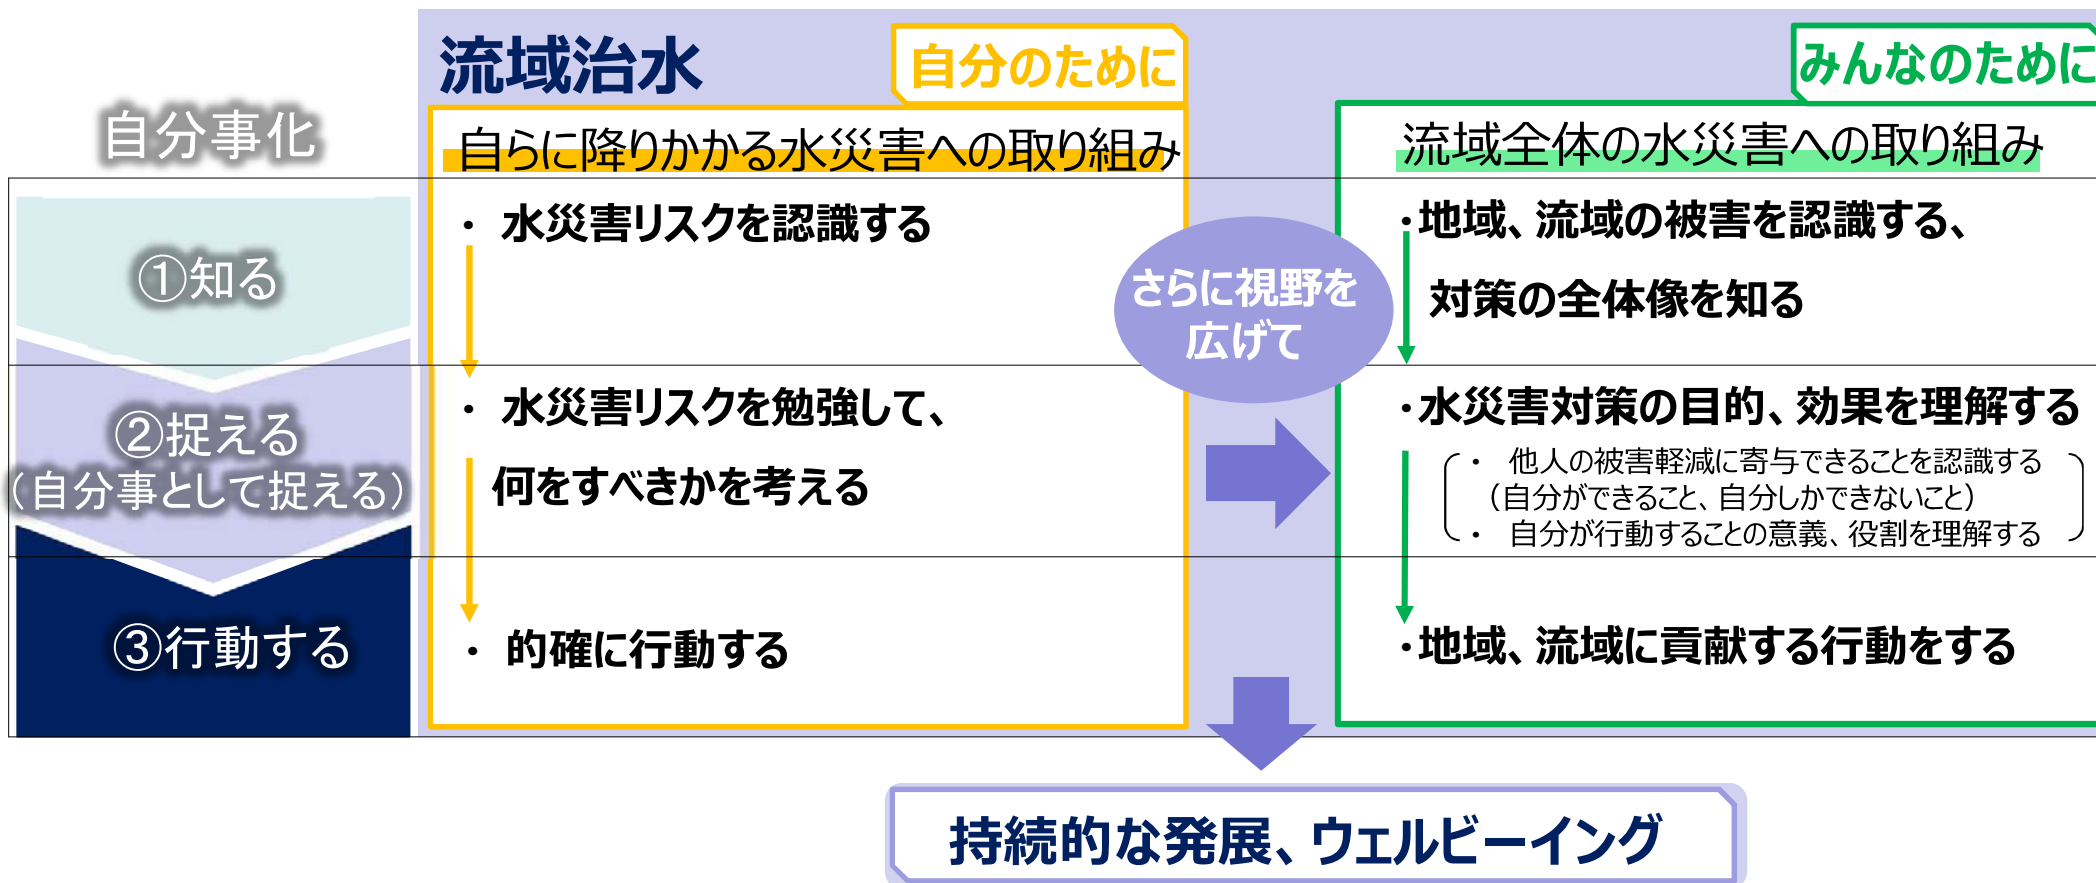 流域治水
自分のために
みんなのために
自分事化
自らに降りかかる水災害への取り組み
流域全体の水災害への取り組み
①知る
・ 水災害リスクを認識する
さらに視野を
広げて
・地域、流域の被害を認識する、
対策の全体像を知る
②捉える
（自分事として捉える）
・ 水災害リスクを勉強して、
何をすべきかを考える
・水災害対策の目的、効果を理解する
・ 他人の被害軽減に寄与できることを認識する
（自分ができること、自分しかできないこと）
・ 自分が行動することの意義、役割を理解する
③行動する
・ 的確に行動する
・地域、流域に貢献する行動をする
持続的な発展、ウェルビーイング